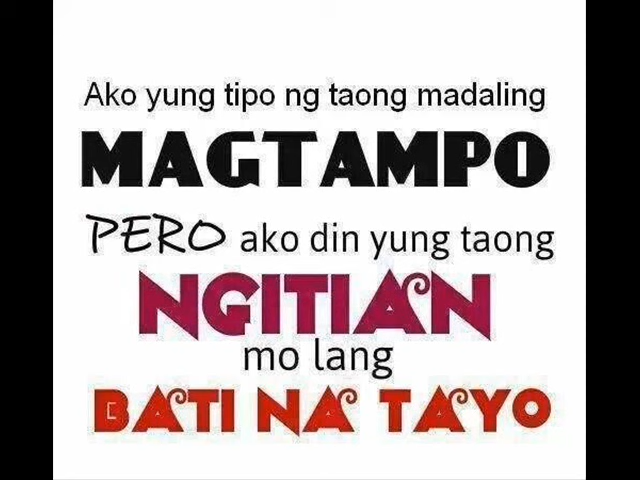 Ako yung tipo ng taong madaling
MAGTAMPO
PERO ako din yung taong
NGITIAN
mo lang
BATI NA TAYO